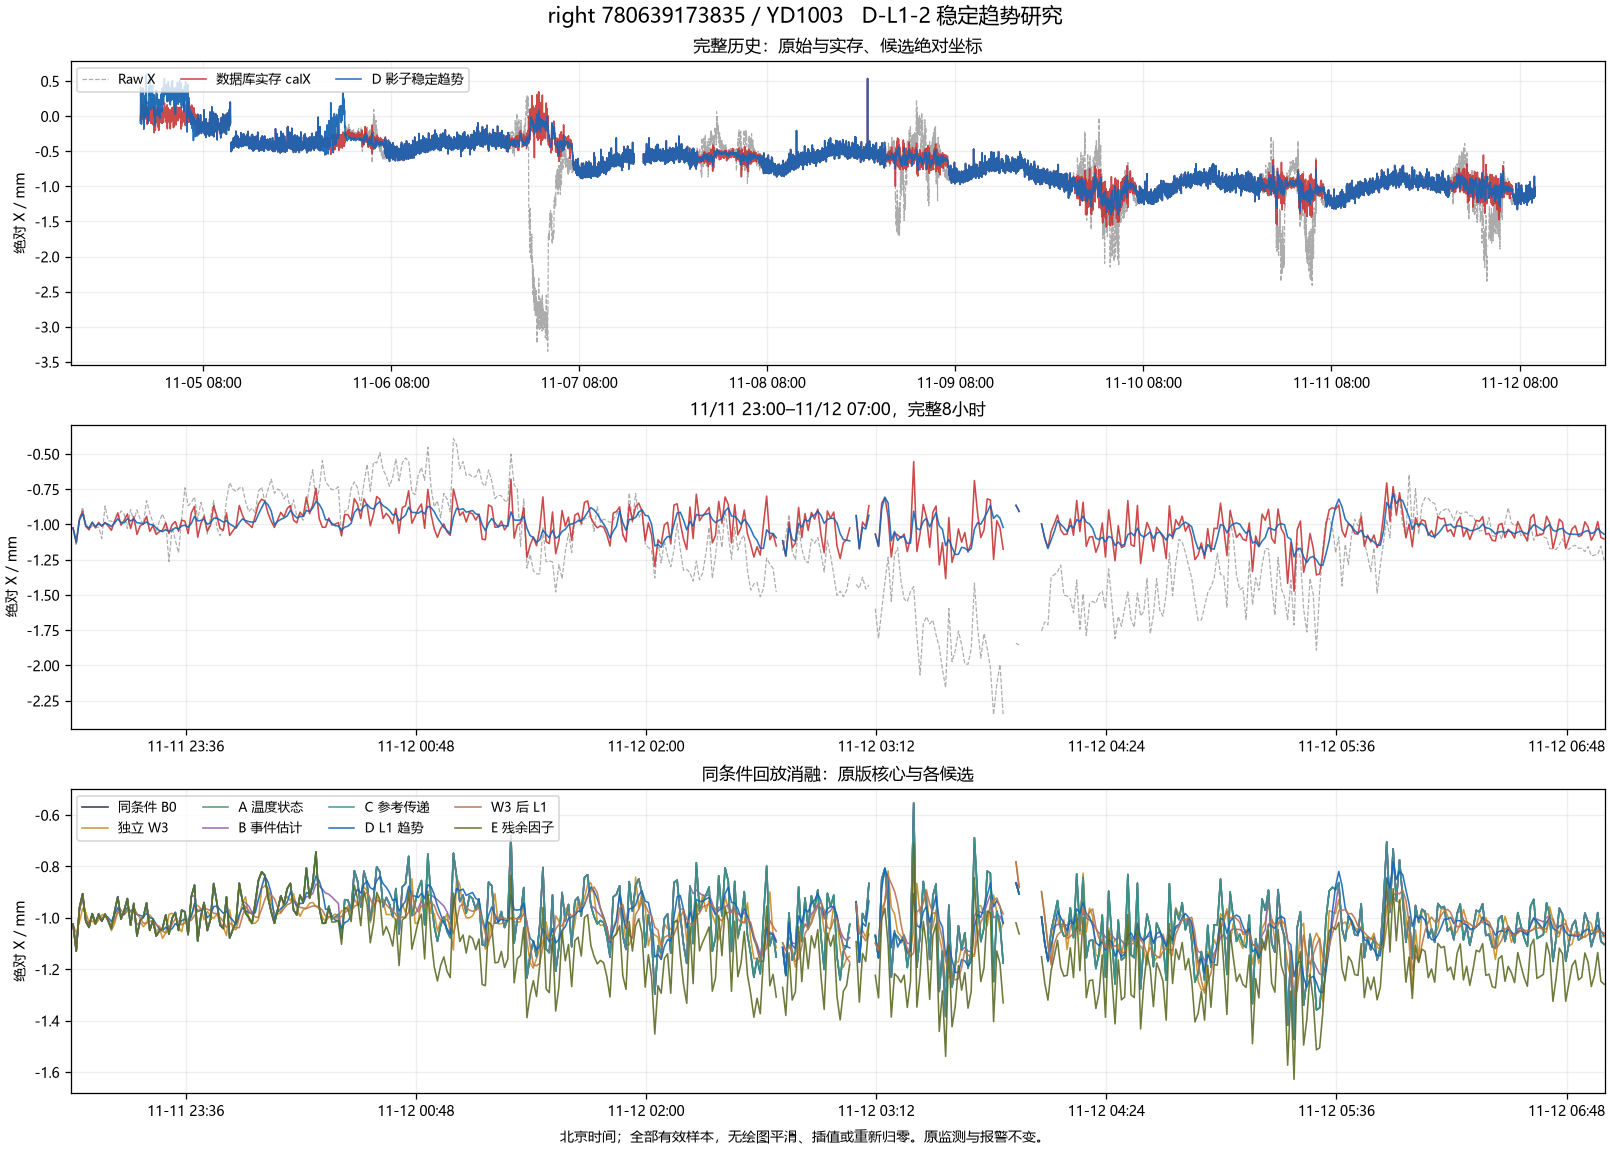 right 780639173835 / YD1003   D-L1-2 稳定趋势研究
完整历史：原始与实存、候选绝对坐标
Raw X   数据库实存 calX   D 影子稳定趋势
绝对 X / mm
0.5
0.0
-0.5
-1.0
-1.5
-2.0
-2.5
-3.0
-3.5
11-05 08:00   11-06 08:00   11-07 08:00   11-08 08:00   11-09 08:00   11-10 08:00   11-11 08:00   11-12 08:00
11/11 23:00–11/12 07:00，完整8小时
绝对 X / mm
-0.50
-0.75
-1.00
-1.25
-1.50
-1.75
-2.00
-2.25
11-11 23:36   11-12 00:48   11-12 02:00   11-12 03:12   11-12 04:24   11-12 05:36   11-12 06:48
同条件回放消融：原版核心与各候选
同条件 B0   A 温度状态   C 参考传递   W3 后 L1
独立 W3   B 事件估计   D L1 趋势   E 残余因子
绝对 X / mm
-0.6
-0.8
-1.0
-1.2
-1.4
-1.6
11-11 23:36   11-12 00:48   11-12 02:00   11-12 03:12   11-12 04:24   11-12 05:36   11-12 06:48
北京时间；全部有效样本，无绘图平滑、插值或重新归零。原监测与报警不变。